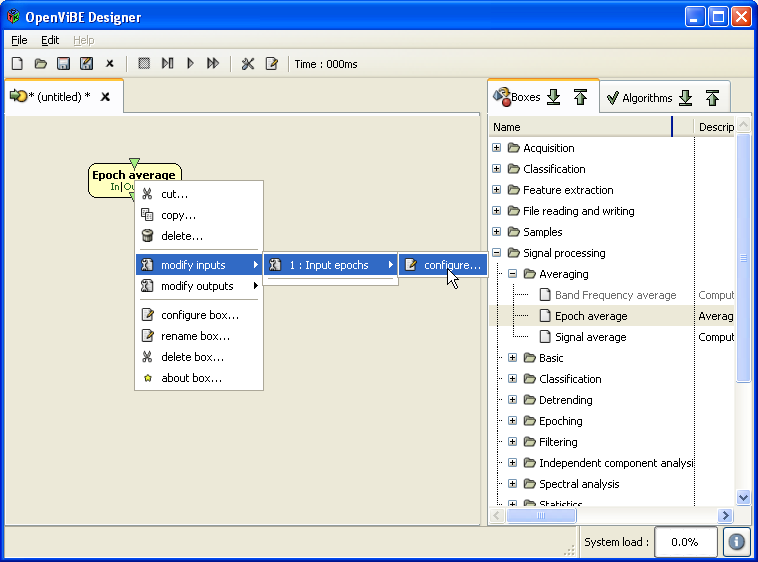 OpenViBE Designer
File Edit Help
Time : 000ms
* (untitled) *
Boxes
Algorithms
Name
Descrip
Epoch average
In|Ou
cut...
copy...
delete...
modify inputs
1 : Input epochs
configure...
modify outputs
configure box...
rename box...
delete box...
about box...
Acquisition
Classification
Feature extraction
File reading and writing
Samples
Signal processing
Averaging
Band Frequency average
Comput
Epoch average
Averag
Signal average
Comput
Basic
Classification
Detrending
Epoching
Filtering
Independent component analysi
Spectral analysis
Statistics
System load :
0.0%